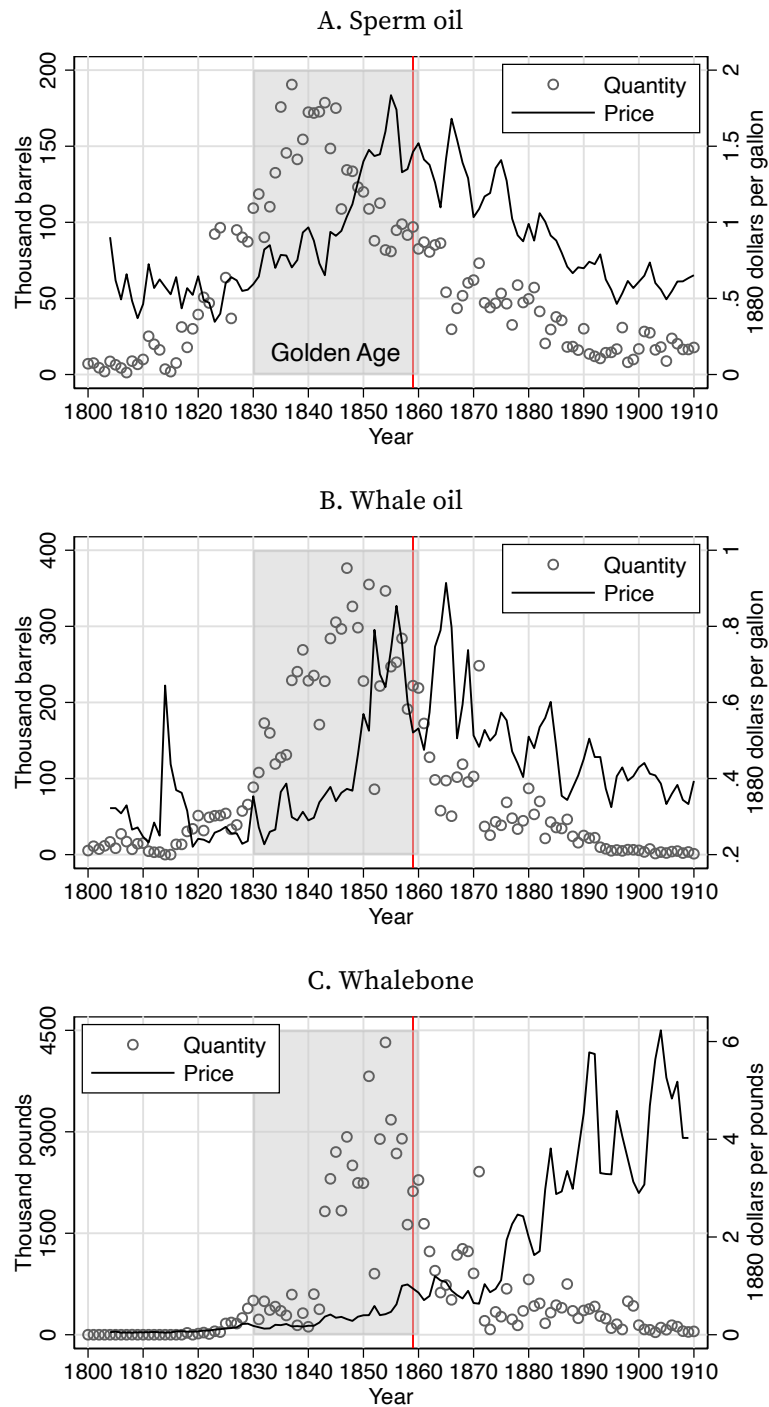 A. Sperm oil
200
150
100
50
0
Thousand barrels
2
1.5
1
.5
0
1880 dollars per gallon
Quantity
Price
Golden Age
1800 1810 1820 1830 1840 1850 1860 1870 1880 1890 1900 1910
Year
B. Whale oil
400
300
200
100
0
Thousand barrels
1
.8
.6
.4
.2
1880 dollars per gallon
Quantity
Price
1800 1810 1820 1830 1840 1850 1860 1870 1880 1890 1900 1910
Year
C. Whalebone
4500
3000
1500
0
Thousand pounds
6
4
2
0
1880 dollars per pounds
Quantity
Price
1800 1810 1820 1830 1840 1850 1860 1870 1880 1890 1900 1910
Year